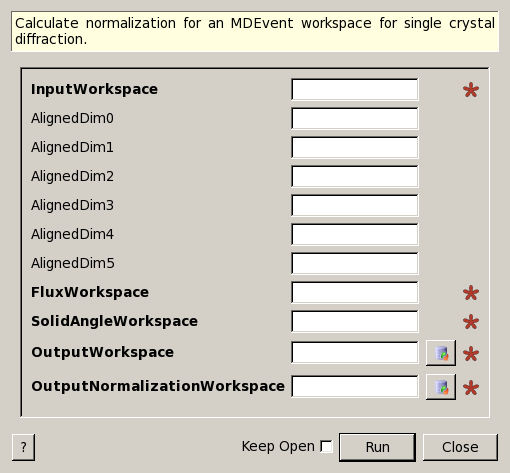 Calculate normalization for an MDEvent workspace for single crystal
diffraction.
InputWorkspace
AlignedDim0
AlignedDim1
AlignedDim2
AlignedDim3
AlignedDim4
AlignedDim5
FluxWorkspace
SolidAngleWorkspace
OutputWorkspace
OutputNormalizationWorkspace
? Keep Open Run Close